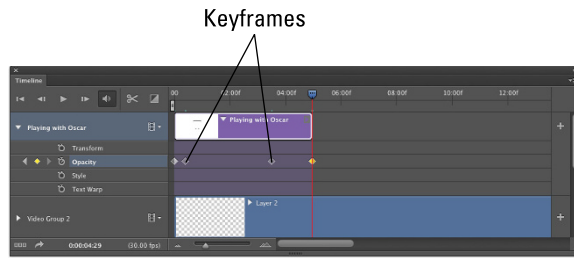 Keyframes
Timeline
00 02:00f 04:00f 06:00f 08:00f 10:00f 12:00f
Playing with Oscar
Playing with Oscar
Transform
Opacity
Style
Text Warp
Video Group 2
Layer 2
0:00:04:29 (30.00 fps)